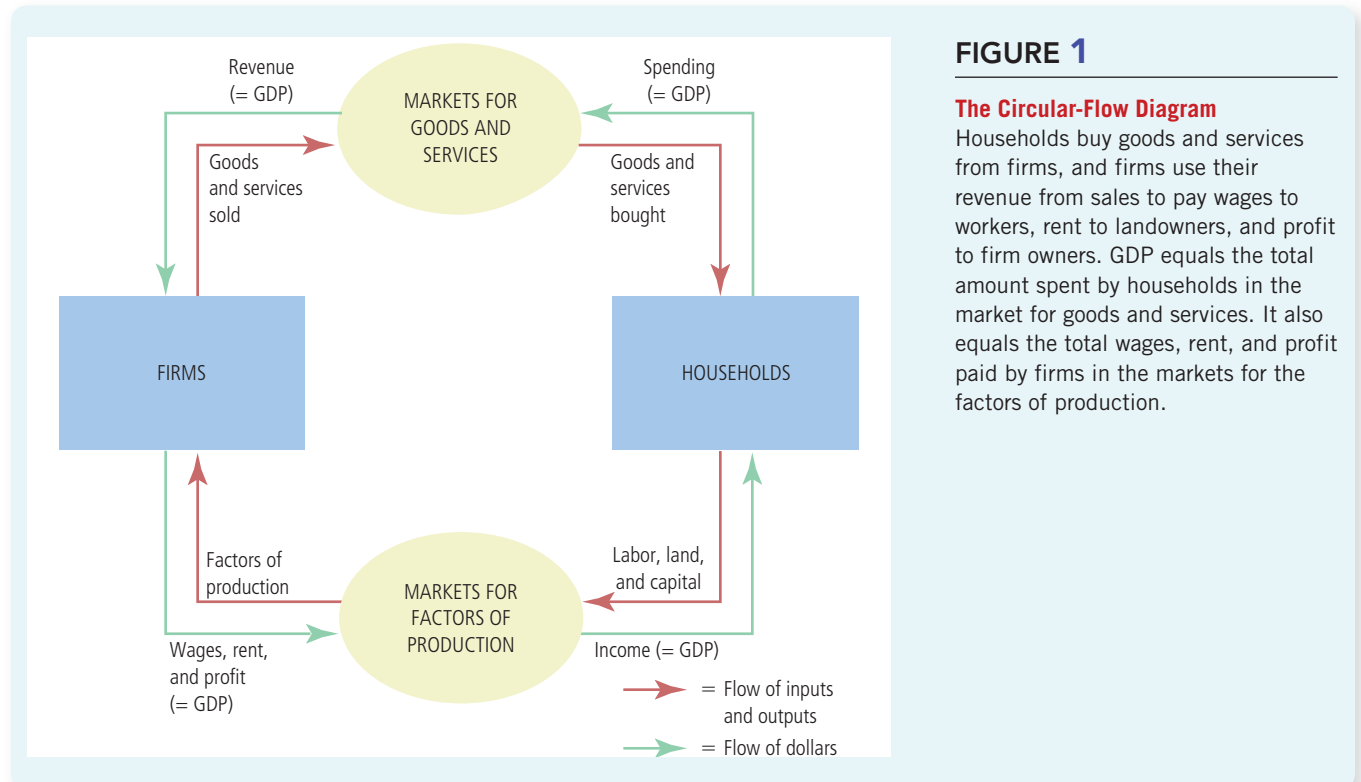 Revenue
(= GDP)
MARKETS FOR
GOODS AND
SERVICES
Spending
(= GDP)
Goods
and services
sold
Goods and
services
bought
FIRMS
HOUSEHOLDS
Factors of
production
MARKETS FOR
FACTORS OF
PRODUCTION
Labor, land,
and capital
Wages, rent,
and profit
(= GDP)
Income (= GDP)
= Flow of inputs
and outputs
= Flow of dollars
FIGURE 1
The Circular-Flow Diagram
Households buy goods and services
from firms, and firms use their
revenue from sales to pay wages to
workers, rent to landowners, and profit
to firm owners. GDP equals the total
amount spent by households in the
market for goods and services. It also
equals the total wages, rent, and profit
paid by firms in the markets for the
factors of production.